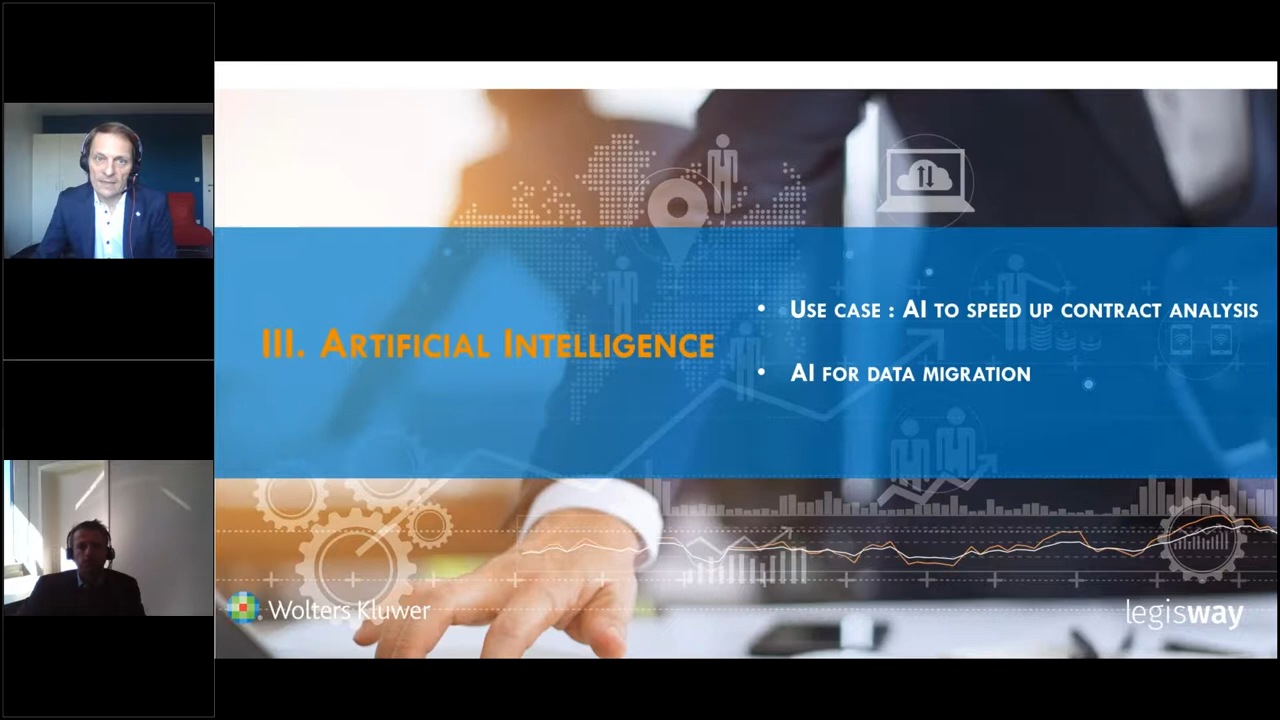 III. Artificial Intelligence
• Use case : AI to speed up contract analysis
• AI for data migration
Wolters Kluwer
legisway